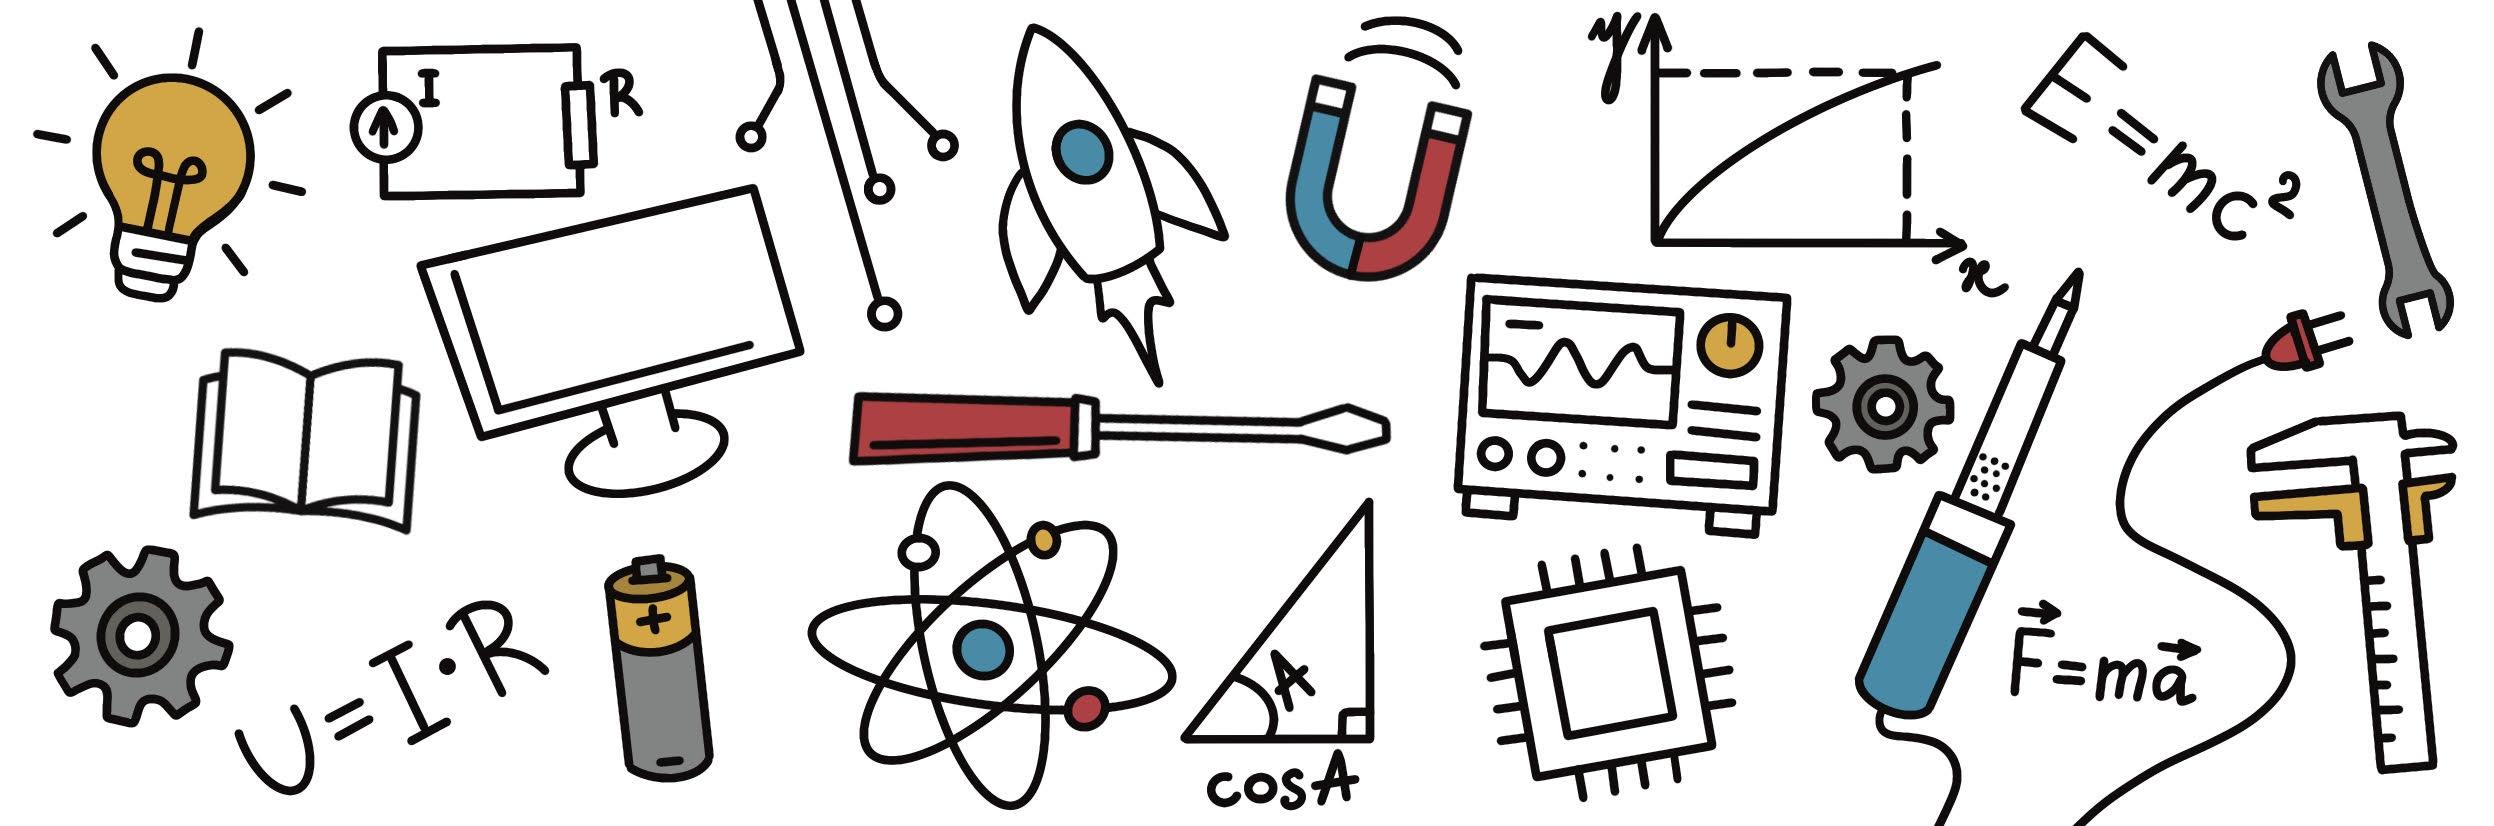 I
R
y
x
E=mc²
U=I·R
+
-
A
cosA
F⃗=ma⃗